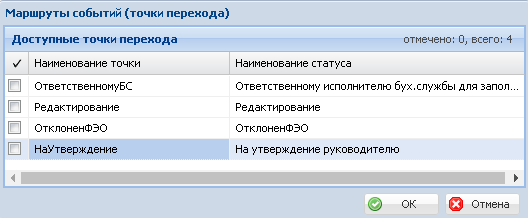 Маршруты событий (точки перехода)
Доступные точки перехода отмечено: 0, всего: 4
Наименование точки Наименование статуса
ОтветственномуБС Ответственному исполнителю бух.службы для запол...
Редактирование Редактирование
ОтклоненФЭО ОтклоненФЭО
НаУтверждение На утверждение руководителю
OK Отмена